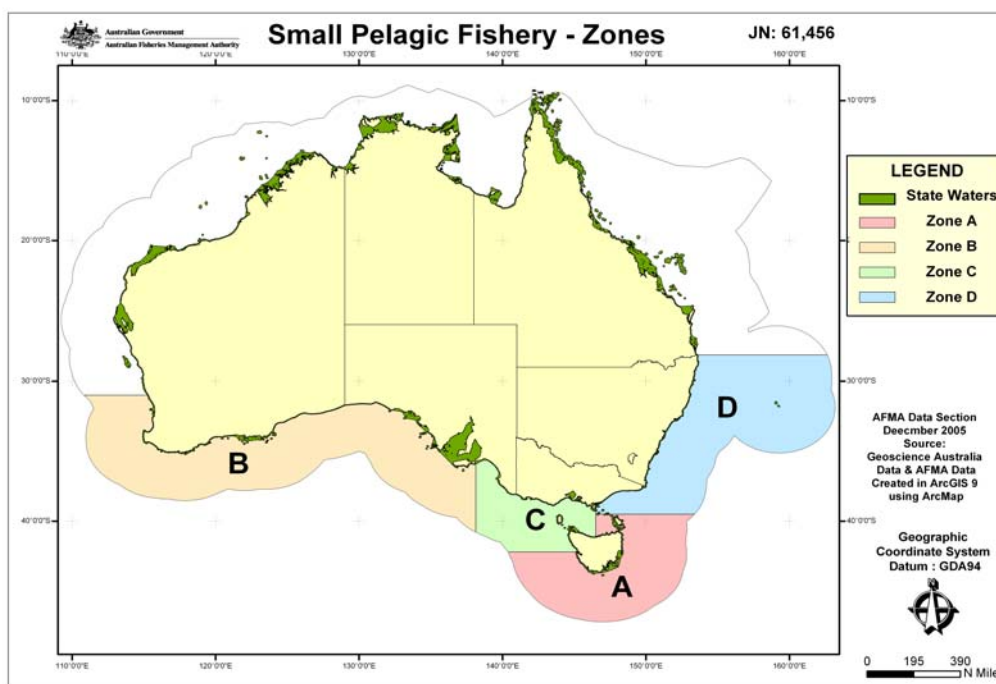 Australian Government
Australian Fisheries Management Authority
Small Pelagic Fishery - Zones
JN: 61,456
110°0'0"E
120°0'0"E
130°0'0"E
140°0'0"E
150°0'0"E
160°0'0"E
10°0'0"S
10°0'0"S
LEGEND
State Waters
Zone A
Zone B
Zone C
Zone D
20°0'0"S
0°0'0"S
30°0'0"S
0°0'0"S
40°0'0"S
40°0'0"S
B
C
D
A
AFMA Data Section
Deecmber 2005
Source:
Geoscience Australia
Data & AFMA Data
Created in ArcGIS 9
using ArcMap
Geographic
Coordinate System
Datum : GDA94
0 195 390
N Mile
110°0'0"E
120°0'0"E
130°0'0"E
140°0'0"E
150°0'0"E
160°0'0"E